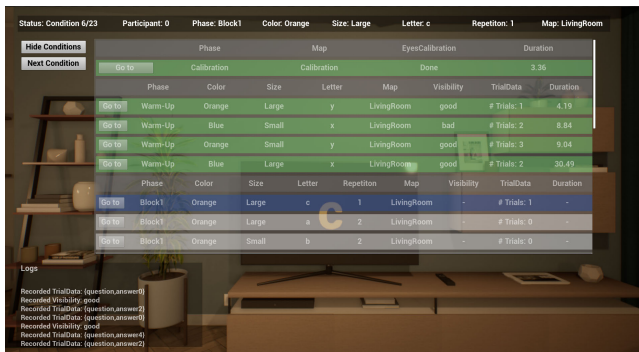 Status: Condition 6/23 Participant: 0 Phase: Block1 Color: Orange Size: Large Letter: c Repetiton: 1 Map: LivingRoom
Hide Conditions
Next Condition
Phase Map EyesCalibration Duration
Go to Calibration Calibration Done 3.36
Phase Color Size Letter Map Visibility TrialData Duration
Go to Warm-Up Orange Large y LivingRoom good # Trials: 1 4.19
Go to Warm-Up Blue Small x LivingRoom bad # Trials: 2 8.84
Go to Warm-Up Orange Small y LivingRoom good # Trials: 3 9.04
Go to Warm-Up Blue Large x LivingRoom good # Trials: 2 30.49
Phase Color Size Letter Repetiton Map Visibility TrialData Duration
Go to Block1 Orange Large c 1 LivingRoom - # Trials: 1 -
Go to Block1 Orange Large a 2 LivingRoom - # Trials: 0 -
Go to Block1 Orange Small b 2 LivingRoom - # Trials: 0 -
c
Logs
Recorded TrialData: (question,answer0)
Recorded Visibility: good
Recorded TrialData: (question,answer2)
Recorded TrialData: (question,answer0)
Recorded Visibility: good
Recorded TrialData: (question,answer4)
Recorded TrialData: (question,answer2)